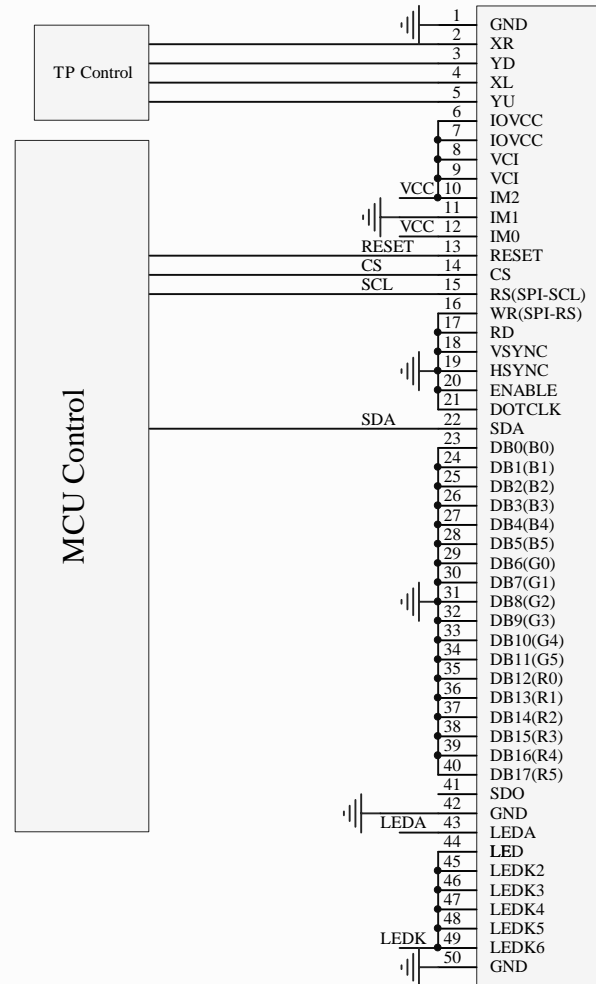 1 GND
2 XR
3 YD
TP Control
4 XL
5 YU
6 IOVCC
7 IOVCC
8 VCI
9 VCI
VCC 10 IM2
11 IM1
VCC 12 IM0
RESET 13 RESET
CS 14 CS
SCL 15 RS(SPI-SCL)
16 WR(SPI-RS)
17 RD
18 VSYNC
19 HSYNC
20 ENABLE
21 DOTCLK
SDA 22 SDA
MCU Control
23 DB0(B0)
24 DB1(B1)
25 DB2(B2)
26 DB3(B3)
27 DB4(B4)
28 DB5(B5)
29 DB6(G0)
30 DB7(G1)
31 DB8(G2)
32 DB9(G3)
33 DB10(G4)
34 DB11(G5)
35 DB12(R0)
36 DB13(R1)
37 DB14(R2)
38 DB15(R3)
39 DB16(R4)
40 DB17(R5)
41 SDO
42 GND
LEDA 43 LEDA
44 LED
45 LEDK2
46 LEDK3
47 LEDK4
48 LEDK5
LEDK 49 LEDK6
50 GND